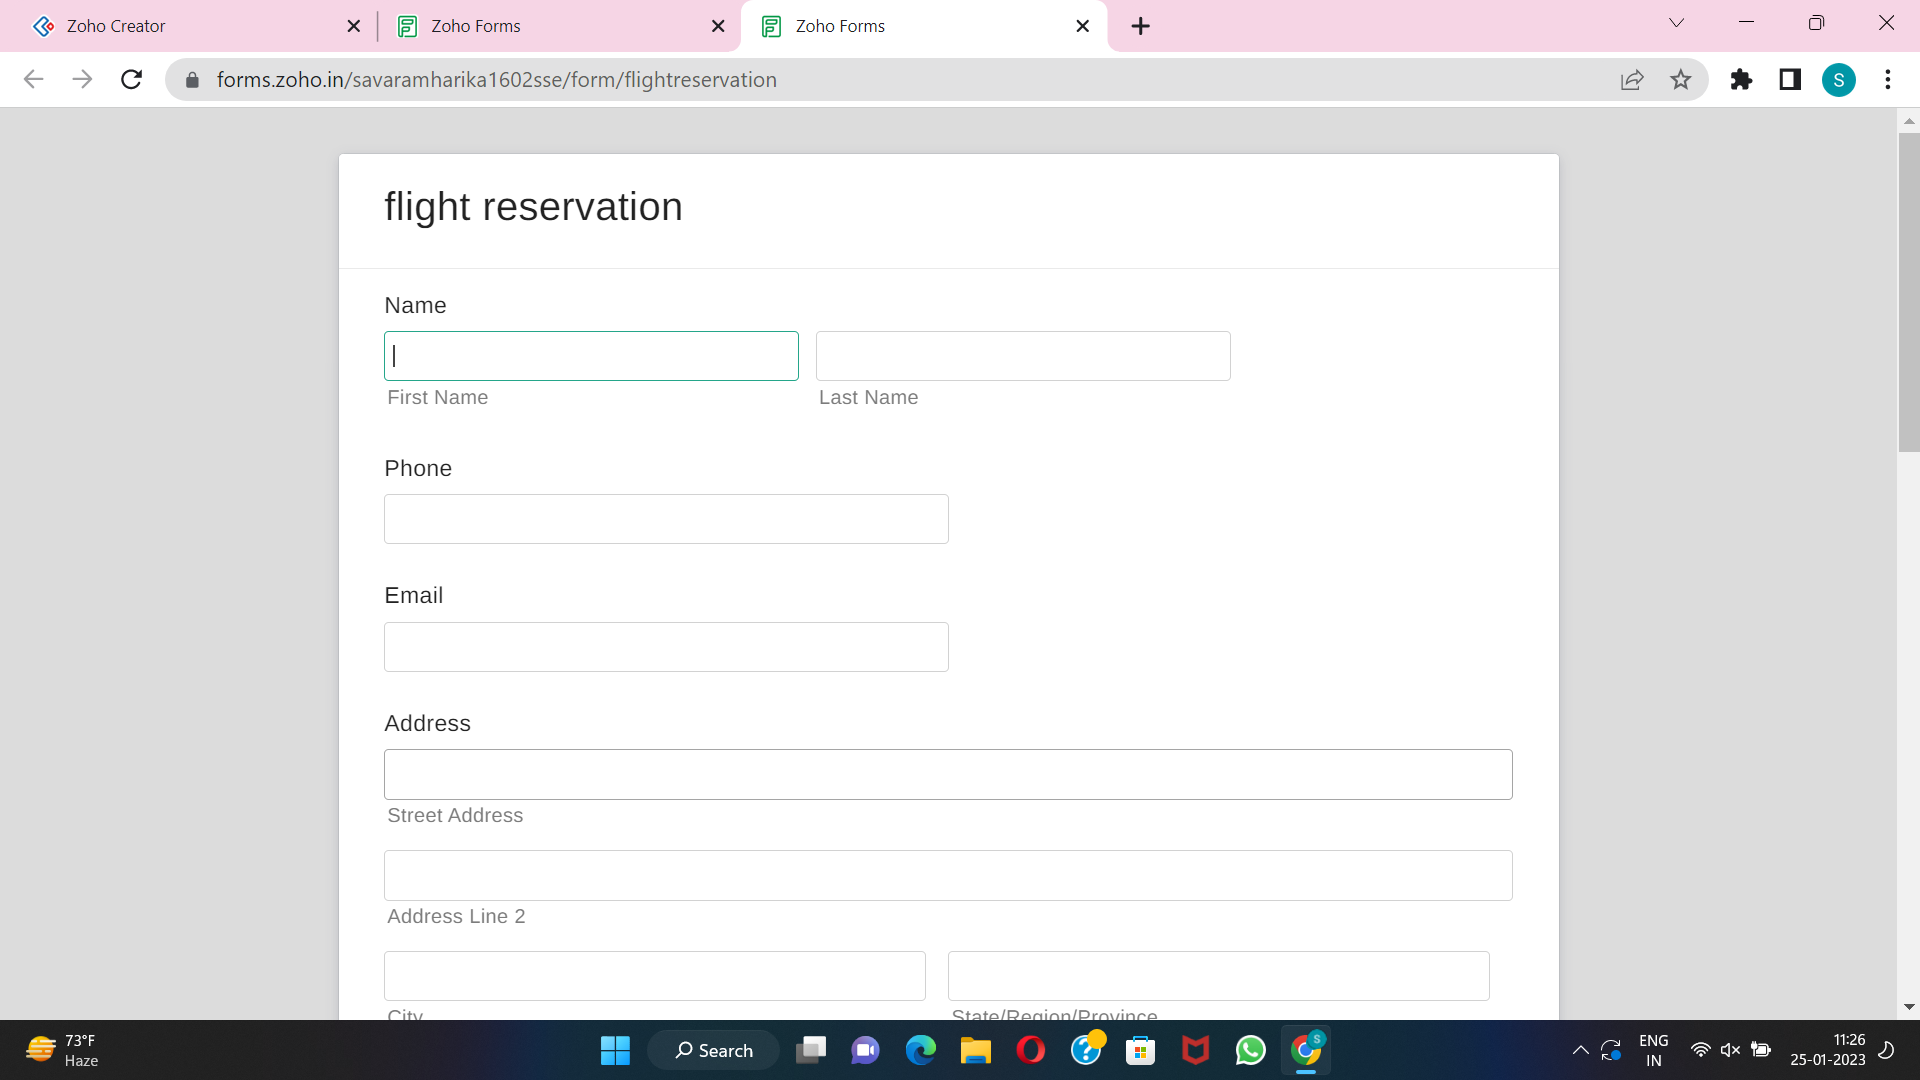 Zoho Creator
Zoho Forms
Zoho Forms
forms.zoho.in/savaramharika1602sse/form/flightreservation
S
flight reservation
Name
First Name
Last Name
Phone
Email
Address
Street Address
Address Line 2
City
State/Region/Province
73°F
Haze
Search
S
ENG
IN
11:26
25-01-2023